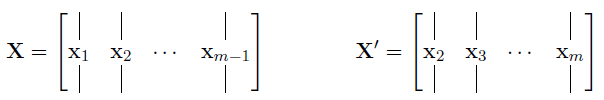 X = [x₁ x₂ ⋯ xₘ₋₁] X′ = [x₂ x₃ ⋯ xₘ]